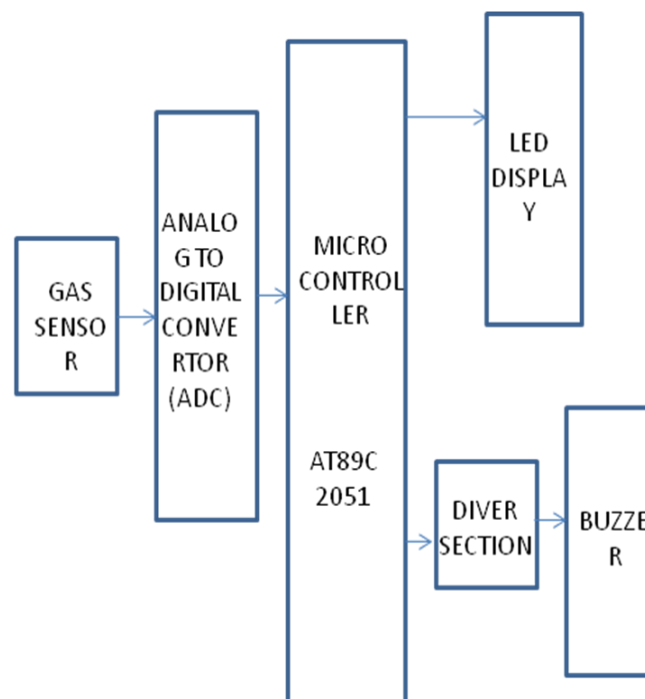 GAS
SENSO
R
ANALO
G TO
DIGITAL
CONVE
RTOR
(ADC)
MICRO
CONTROL
LER
AT89C
2051
LED
DISPLA
Y
DIVER
SECTION
BUZZE
R